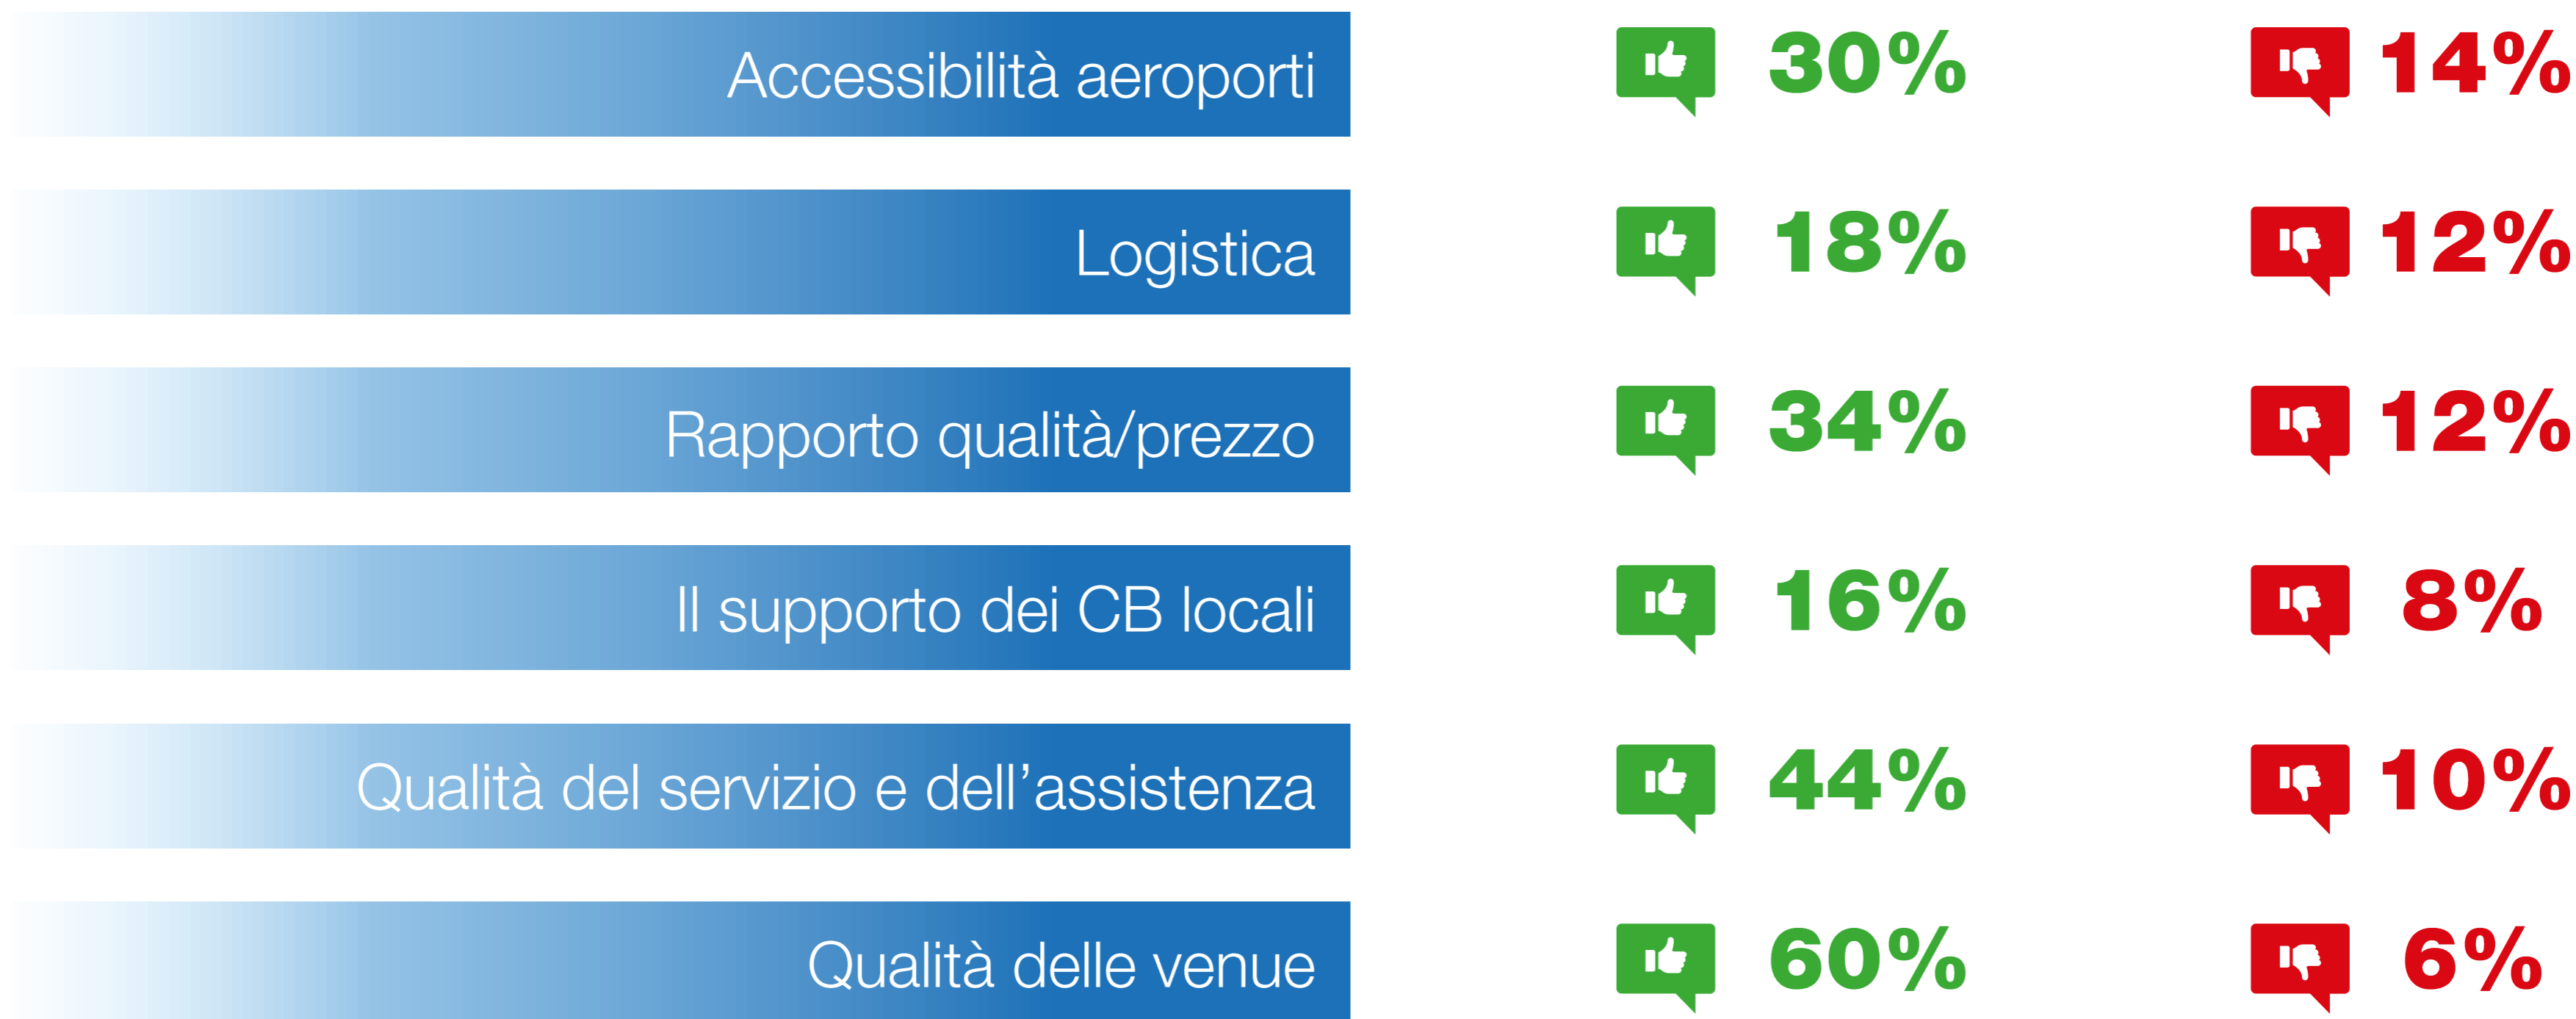 Accessibilità aeroporti 30% 14%
Logistica 18% 12%
Rapporto qualità/prezzo 34% 12%
Il supporto dei CB locali 16% 8%
Qualità del servizio e dell’assistenza 44% 10%
Qualità delle venue 60% 6%